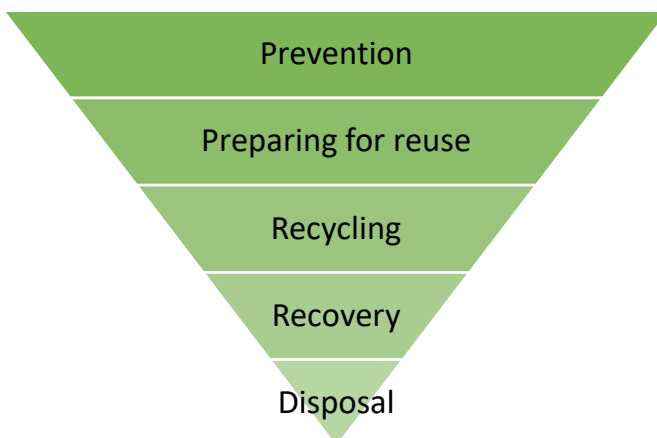 Prevention
Preparing for reuse
Recycling
Recovery
Disposal